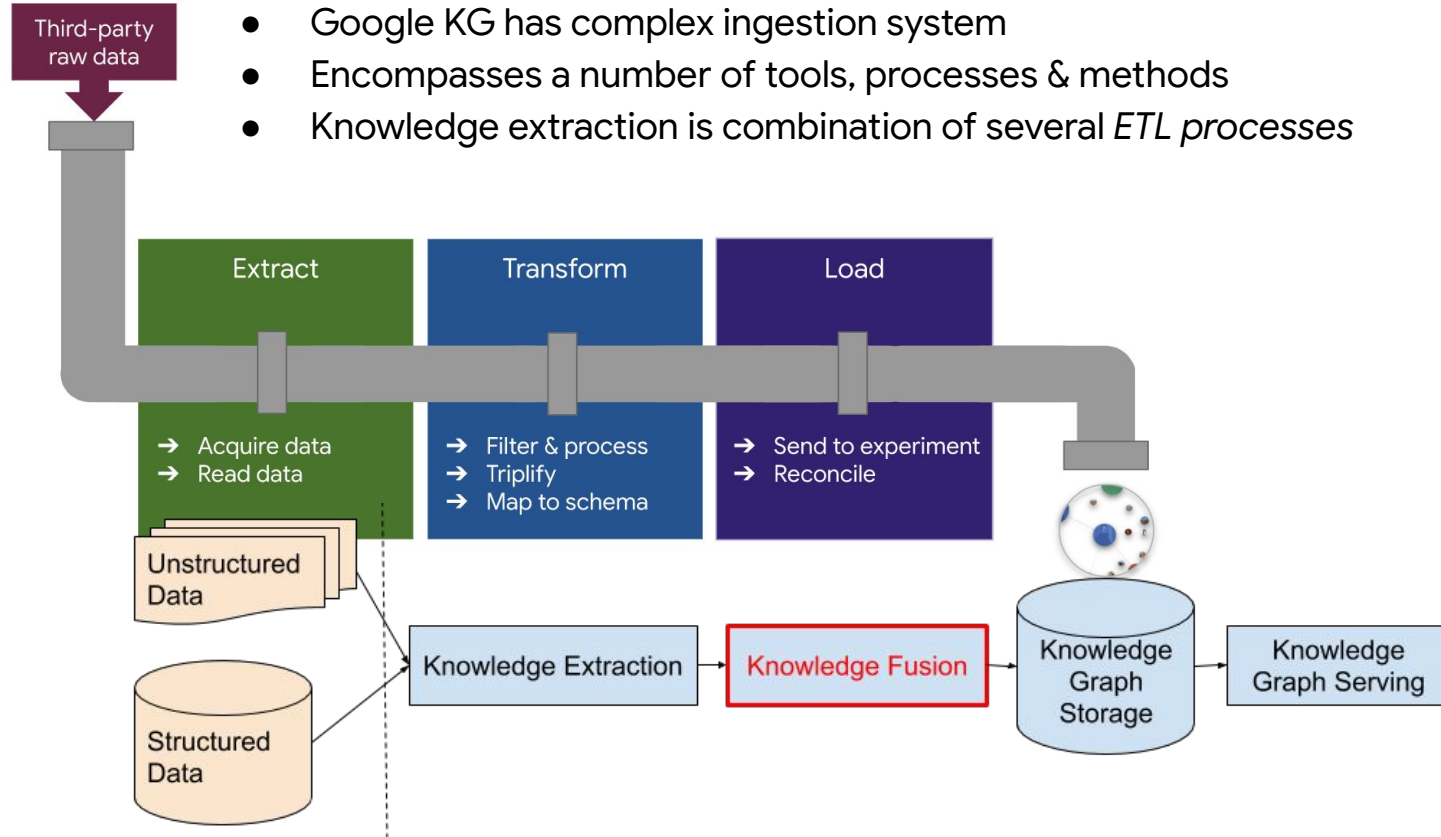 Third-party
raw data
● Google KG has complex ingestion system
● Encompasses a number of tools, processes & methods
● Knowledge extraction is combination of several ETL processes
Extract
➔ Acquire data
➔ Read data
Transform
➔ Filter & process
➔ Triplify
➔ Map to schema
Load
➔ Send to experiment
➔ Reconcile
Unstructured
Data
Structured
Data
Knowledge Extraction
Knowledge Fusion
Knowledge
Graph
Storage
Knowledge
Graph Serving